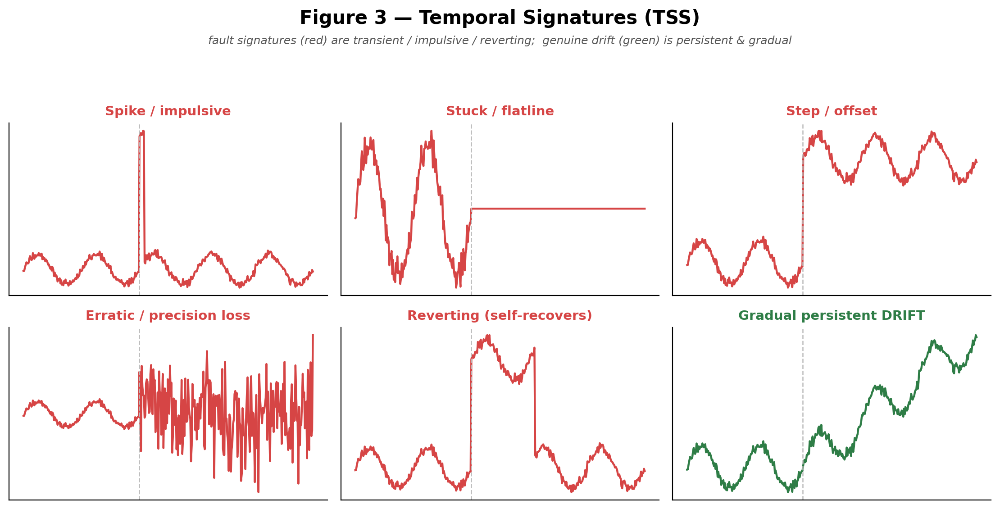 Figure 3 — Temporal Signatures (TSS)
fault signatures (red) are transient / impulsive / reverting;  genuine drift (green) is persistent & gradual
Spike / impulsive
Stuck / flatline
Step / offset
Erratic / precision loss
Reverting (self-recovers)
Gradual persistent DRIFT